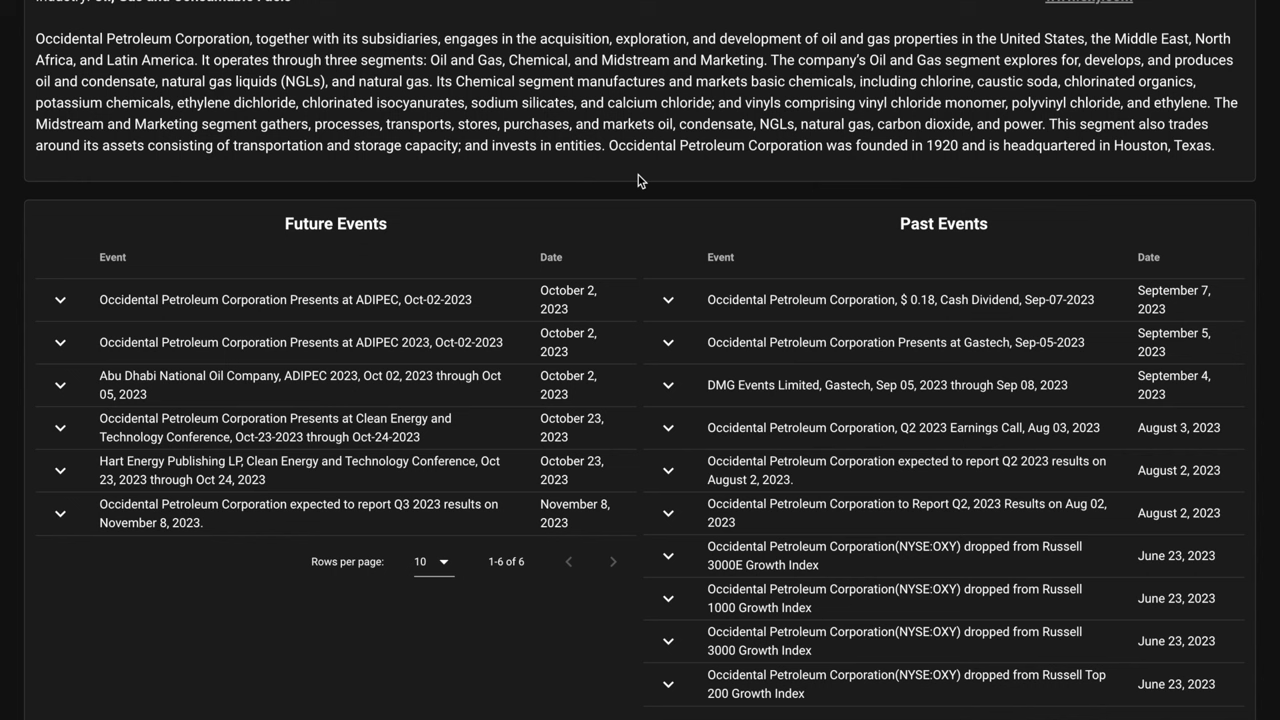 Occidental Petroleum Corporation, together with its subsidiaries, engages in the acquisition, exploration, and development of oil and gas properties in the United States, the Middle East, North
Africa, and Latin America. It operates through three segments: Oil and Gas, Chemical, and Midstream and Marketing. The company's Oil and Gas segment explores for, develops, and produces
oil and condensate, natural gas liquids (NGLs), and natural gas. Its Chemical segment manufactures and markets basic chemicals, including chlorine, caustic soda, chlorinated organics,
potassium chemicals, ethylene dichloride, chlorinated isocyanurates, sodium silicates, and calcium chloride; and vinyls comprising vinyl chloride monomer, polyvinyl chloride, and ethylene. The
Midstream and Marketing segment gathers, processes, transports, stores, purchases, and markets oil, condensate, NGLs, natural gas, carbon dioxide, and power. This segment also trades
around its assets consisting of transportation and storage capacity; and invests in entities. Occidental Petroleum Corporation was founded in 1920 and is headquartered in Houston, Texas.
Future Events
Event Date
Occidental Petroleum Corporation Presents at ADIPEC, Oct-02-2023
October 2,
2023
Occidental Petroleum Corporation Presents at ADIPEC 2023, Oct-02-2023
October 2,
2023
Abu Dhabi National Oil Company, ADIPEC 2023, Oct 02, 2023 through Oct
05, 2023
October 2,
2023
Occidental Petroleum Corporation Presents at Clean Energy and
Technology Conference, Oct-23-2023 through Oct-24-2023
October 23,
2023
Hart Energy Publishing LP, Clean Energy and Technology Conference, Oct
23, 2023 through Oct 24, 2023
October 23,
2023
Occidental Petroleum Corporation expected to report Q3 2023 results on
November 8, 2023.
November 8,
2023
Rows per page: 10 1-6 of 6
Past Events
Event Date
Occidental Petroleum Corporation, $ 0.18, Cash Dividend, Sep-07-2023
September 7,
2023
Occidental Petroleum Corporation Presents at Gastech, Sep-05-2023
September 5,
2023
DMG Events Limited, Gastech, Sep 05, 2023 through Sep 08, 2023
September 4,
2023
Occidental Petroleum Corporation, Q2 2023 Earnings Call, Aug 03, 2023
August 3, 2023
Occidental Petroleum Corporation expected to report Q2 2023 results on
August 2, 2023.
August 2, 2023
Occidental Petroleum Corporation to Report Q2, 2023 Results on Aug 02,
2023
August 2, 2023
Occidental Petroleum Corporation(NYSE:OXY) dropped from Russell
3000E Growth Index
June 23, 2023
Occidental Petroleum Corporation(NYSE:OXY) dropped from Russell
1000 Growth Index
June 23, 2023
Occidental Petroleum Corporation(NYSE:OXY) dropped from Russell
3000 Growth Index
June 23, 2023
Occidental Petroleum Corporation(NYSE:OXY) dropped from Russell Top
200 Growth Index
June 23, 2023